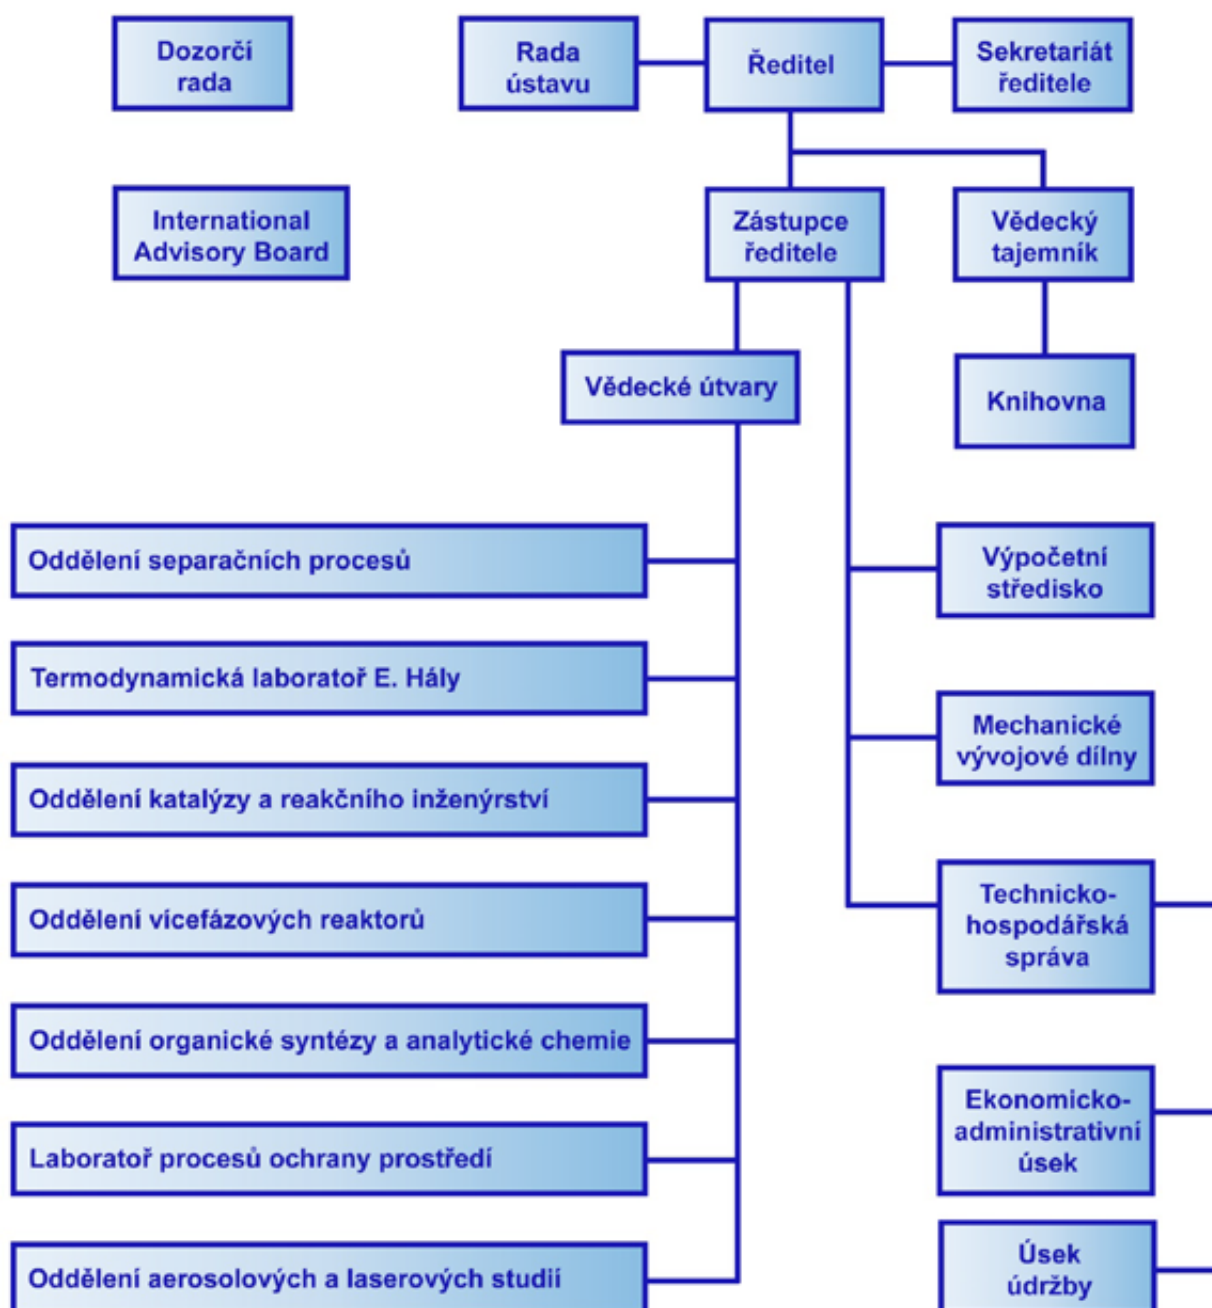 Dozorčí
rada
Rada
ústavu
Ředitel
Sekretariát
ředitele
International
Advisory Board
Zástupce
ředitele
Vědecký
tajemník
Vědecké útvary
Knihovna
Oddělení separačních procesů
Výpočetní
středisko
Termodynamická laboratoř E. Hály
Mechanické
vývojové dílny
Oddělení katalýzy a reakčního inženýrství
Oddělení vícefázových reaktorů
Technicko-
hospodářská
správa
Oddělení organické syntézy a analytické chemie
Ekonomicko-
administrativní
úsek
Laboratoř procesů ochrany prostředí
Oddělení aerosolových a laserových studií
Úsek
údržby